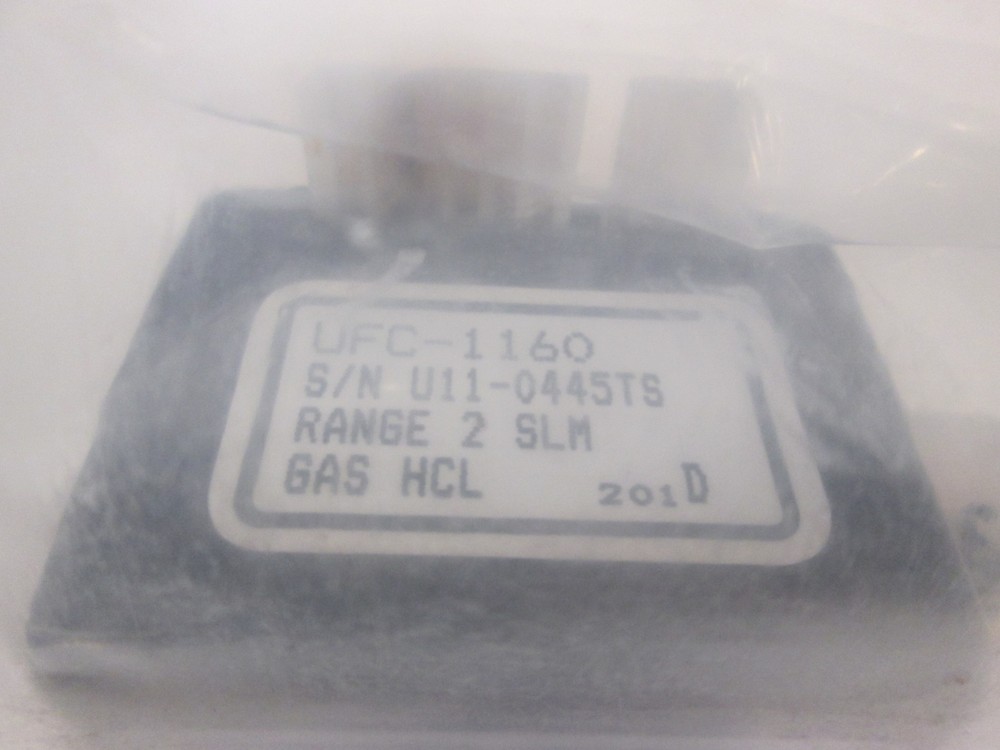 UFC-1160
S/N U11-0445TS
RANGE 2 SLM
GAS HCL 201D